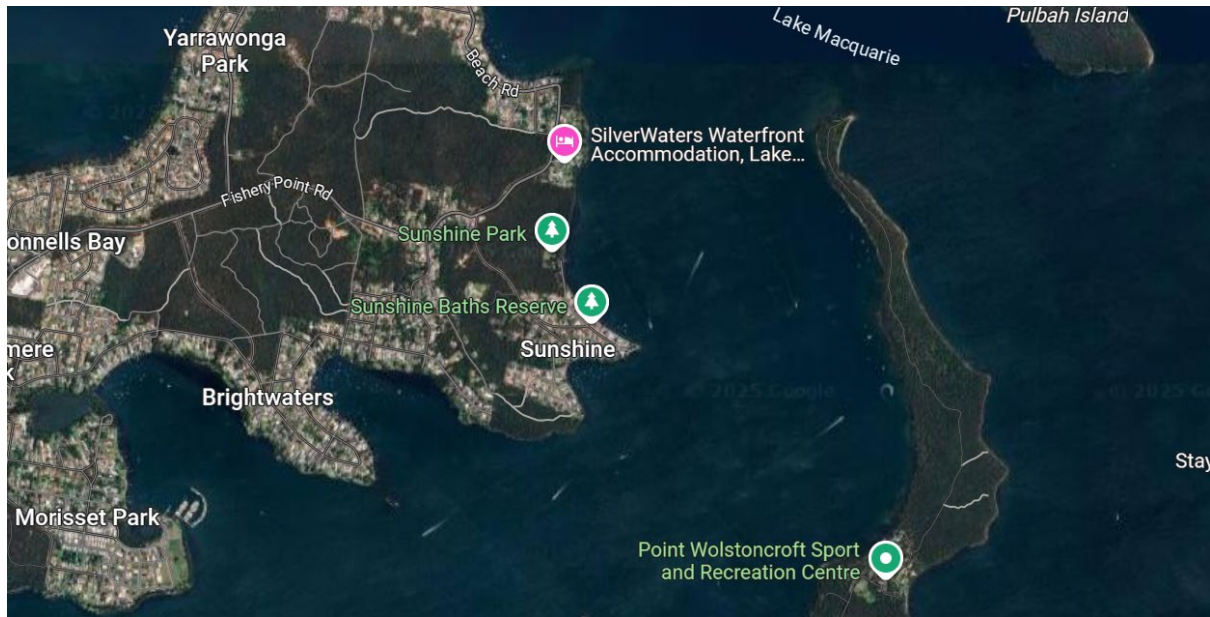 Yarrawonga
Park
Beach Rd
Lake Macquarie
Pulbah Island
© 2025
SilverWaters Waterfront
Accommodation, Lake...
Fishery Point Rd
Sunshine Park
onnells Bay
Sunshine Baths Reserve
mere
k
Sunshine
Brightwaters
© 2025 Google
© 2025 G
Stay
Morisset Park
Point Wolstoncroft Sport
and Recreation Centre